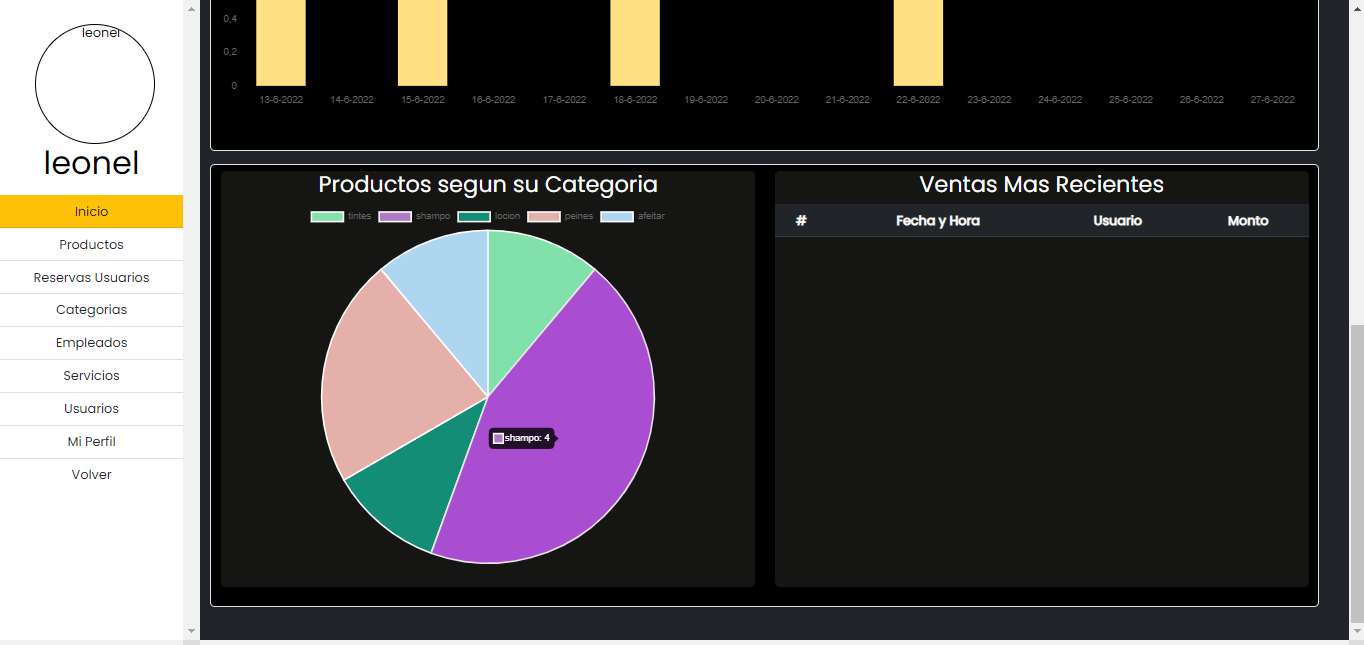 leonel
leonel
Inicio
Productos
Reservas Usuarios
Categorias
Empleados
Servicios
Usuarios
Mi Perfil
Volver
0,4
0,2
0
13-6-2022 14-6-2022 15-6-2022 16-6-2022 17-6-2022 18-6-2022 19-6-2022 20-6-2022 21-6-2022 22-6-2022 23-6-2022 24-6-2022 25-6-2022 26-6-2022 27-6-2022
Productos segun su Categoria
tintes shampo locion peines afeitar
shampo: 4
Ventas Mas Recientes
# Fecha y Hora Usuario Monto